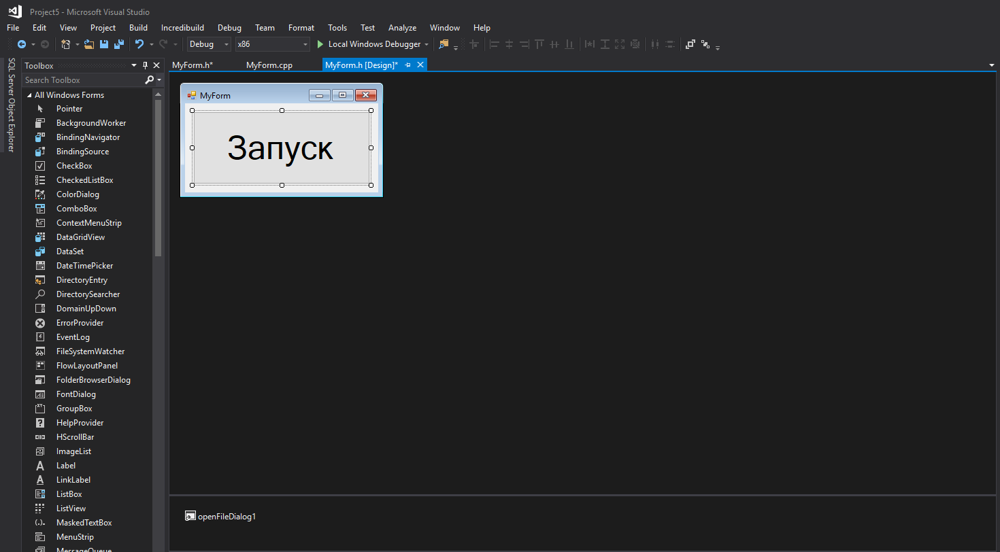 Project5 - Microsoft Visual Studio
File Edit View Project Build Incredibuild Debug Team Format Tools Test Analyze Window Help
Debug x86 Local Windows Debugger
SQL Server Object Explorer
Toolbox
Search Toolbox
All Windows Forms
Pointer
BackgroundWorker
BindingNavigator
BindingSource
CheckBox
CheckedListBox
ColorDialog
ComboBox
ContextMenuStrip
DataGridView
DataSet
DateTimePicker
DirectoryEntry
DirectorySearcher
DomainUpDown
ErrorProvider
EventLog
FileSystemWatcher
FlowLayoutPanel
FolderBrowserDialog
FontDialog
GroupBox
HelpProvider
HScrollBar
ImageList
Label
LinkLabel
ListBox
ListView
MaskedTextBox
MenuStrip
MessageQueue
MyForm.h* MyForm.cpp MyForm.h [Design]*
MyForm
Запуск
openFileDialog1